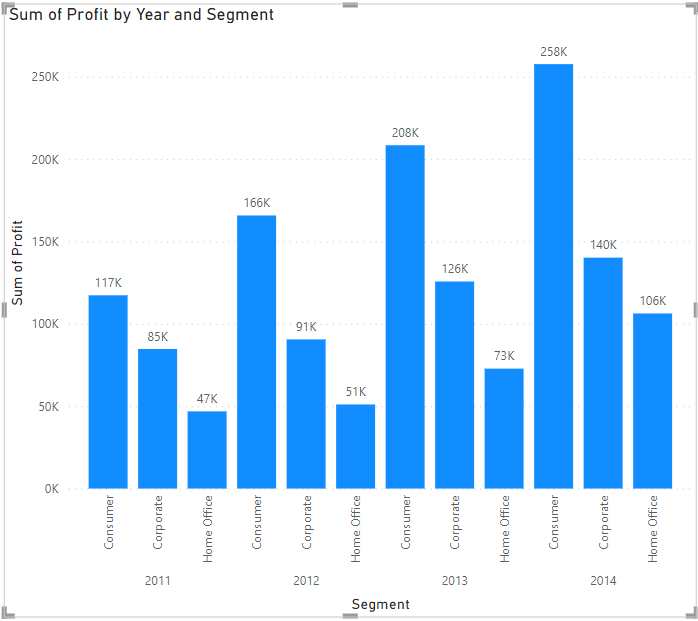 Sum of Profit by Year and Segment
Sum of Profit
250K
200K
150K
100K
50K
0K
117K
85K
47K
166K
91K
51K
208K
126K
73K
258K
140K
106K
Consumer
Corporate
Home Office
Consumer
Corporate
Home Office
Consumer
Corporate
Home Office
Consumer
Corporate
Home Office
2011
2012
2013
2014
Segment